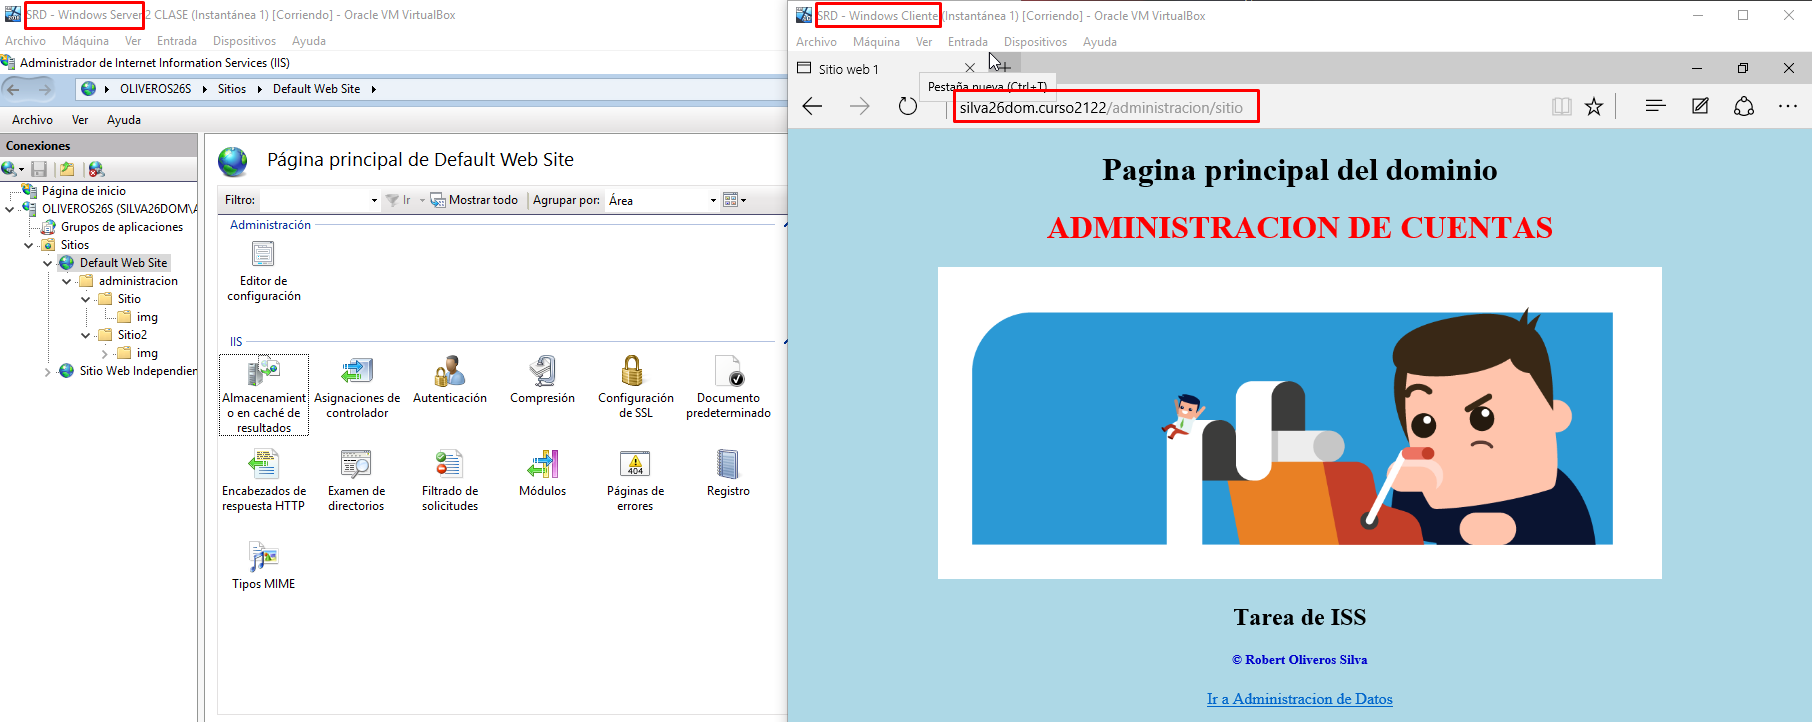 SRD - Windows Server 2 CLASE (Instantánea 1) [Corriendo] - Oracle VM VirtualBox
Archivo Máquina Ver Entrada Dispositivos Ayuda
Administrador de Internet Information Services (IIS)
OLIVEROS26S Sitios Default Web Site
Archivo Ver Ayuda
Conexiones
Página de inicio
OLIVEROS26S (SILVA26DOM\A
Grupos de aplicaciones
Sitios
Default Web Site
administracion
Sitio
img
Sitio2
img
Sitio Web Independien
Página principal de Default Web Site
Filtro: Ir Mostrar todo Agrupar por: Área
Administración
Editor de
configuración
IIS
Almacenamient
o en caché de
resultados
Asignaciones de
controlador
Autenticación
Compresión
Configuración
de SSL
Documento
predeterminado
Encabezados de
respuesta HTTP
Examen de
directorios
Filtrado de
solicitudes
Módulos
404
Páginas de
errores
Registro
Tipos MIME
SRD - Windows Cliente (Instantánea 1) [Corriendo] - Oracle VM VirtualBox
Archivo Máquina Ver Entrada Dispositivos Ayuda
Sitio web 1
Pestaña nueva (Ctrl+T)
silva26dom.curso2122/administracion/sitio
Pagina principal del dominio
ADMINISTRACION DE CUENTAS
Tarea de ISS
© Robert Oliveros Silva
Ir a Administracion de Datos